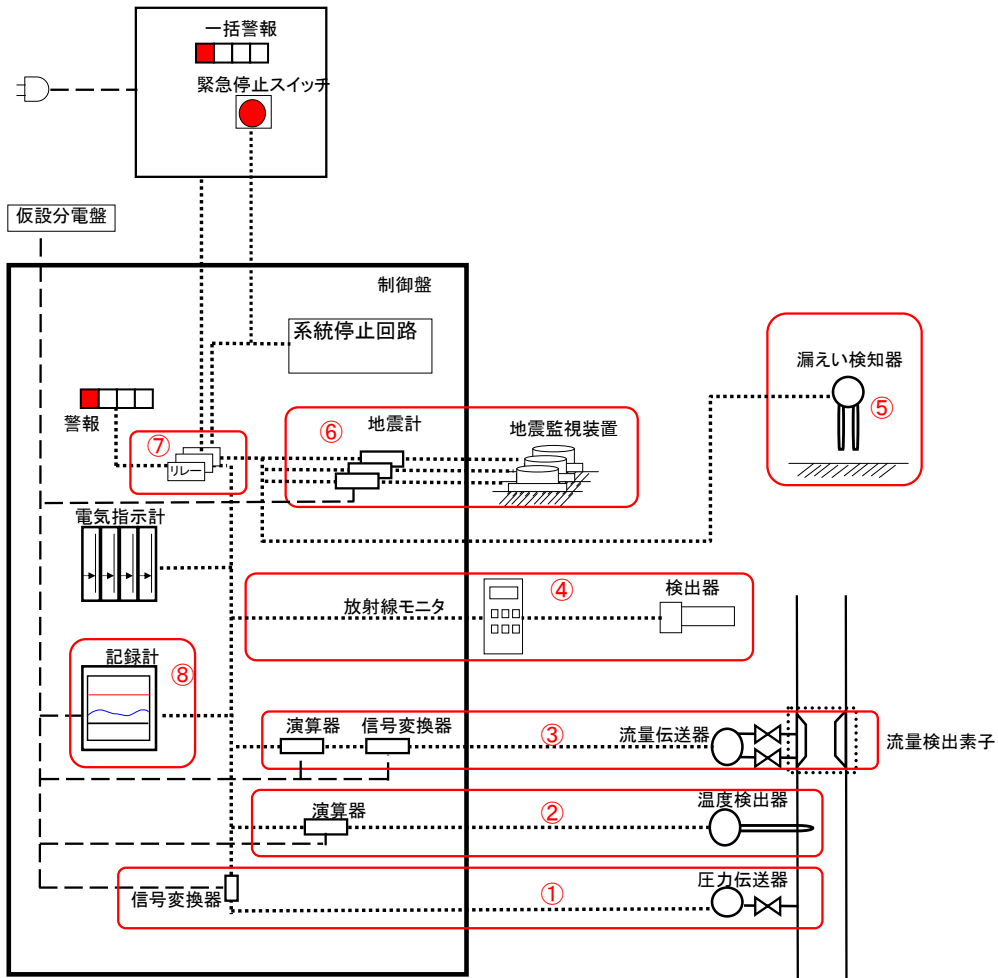 一括警報
緊急停止スイッチ
仮設分電盤
制御盤
系統停止回路
漏えい検知器
⑤
警報
⑦
リレー
⑥
地震計
地震監視装置
電気指示計
④
放射線モニタ
検出器
記録計
⑧
演算器
信号変換器
③
流量伝送器
流量検出素子
演算器
②
温度検出器
信号変換器
①
圧力伝送器